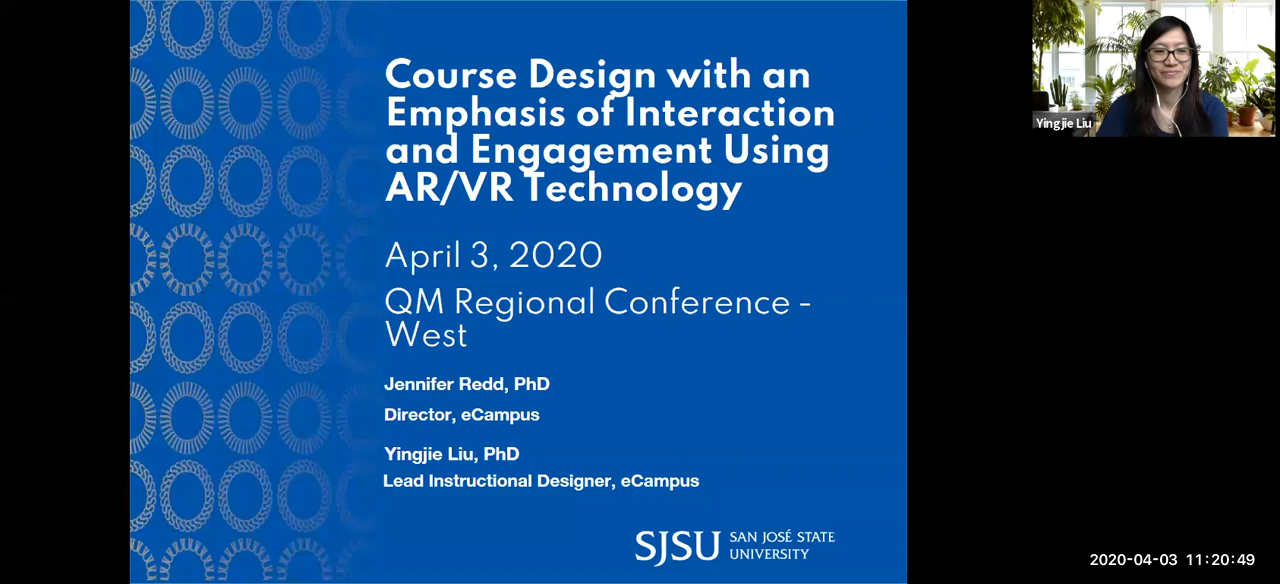 Course Design with an
Emphasis of Interaction
and Engagement Using
AR/VR Technology
April 3, 2020
QM Regional Conference -
West
Jennifer Redd, PhD
Director, eCampus
Yingjie Liu, PhD
Lead Instructional Designer, eCampus
SJSU SAN JOSÉ STATE
UNIVERSITY
Yingjie Liu
2020-04-03 11:20:49